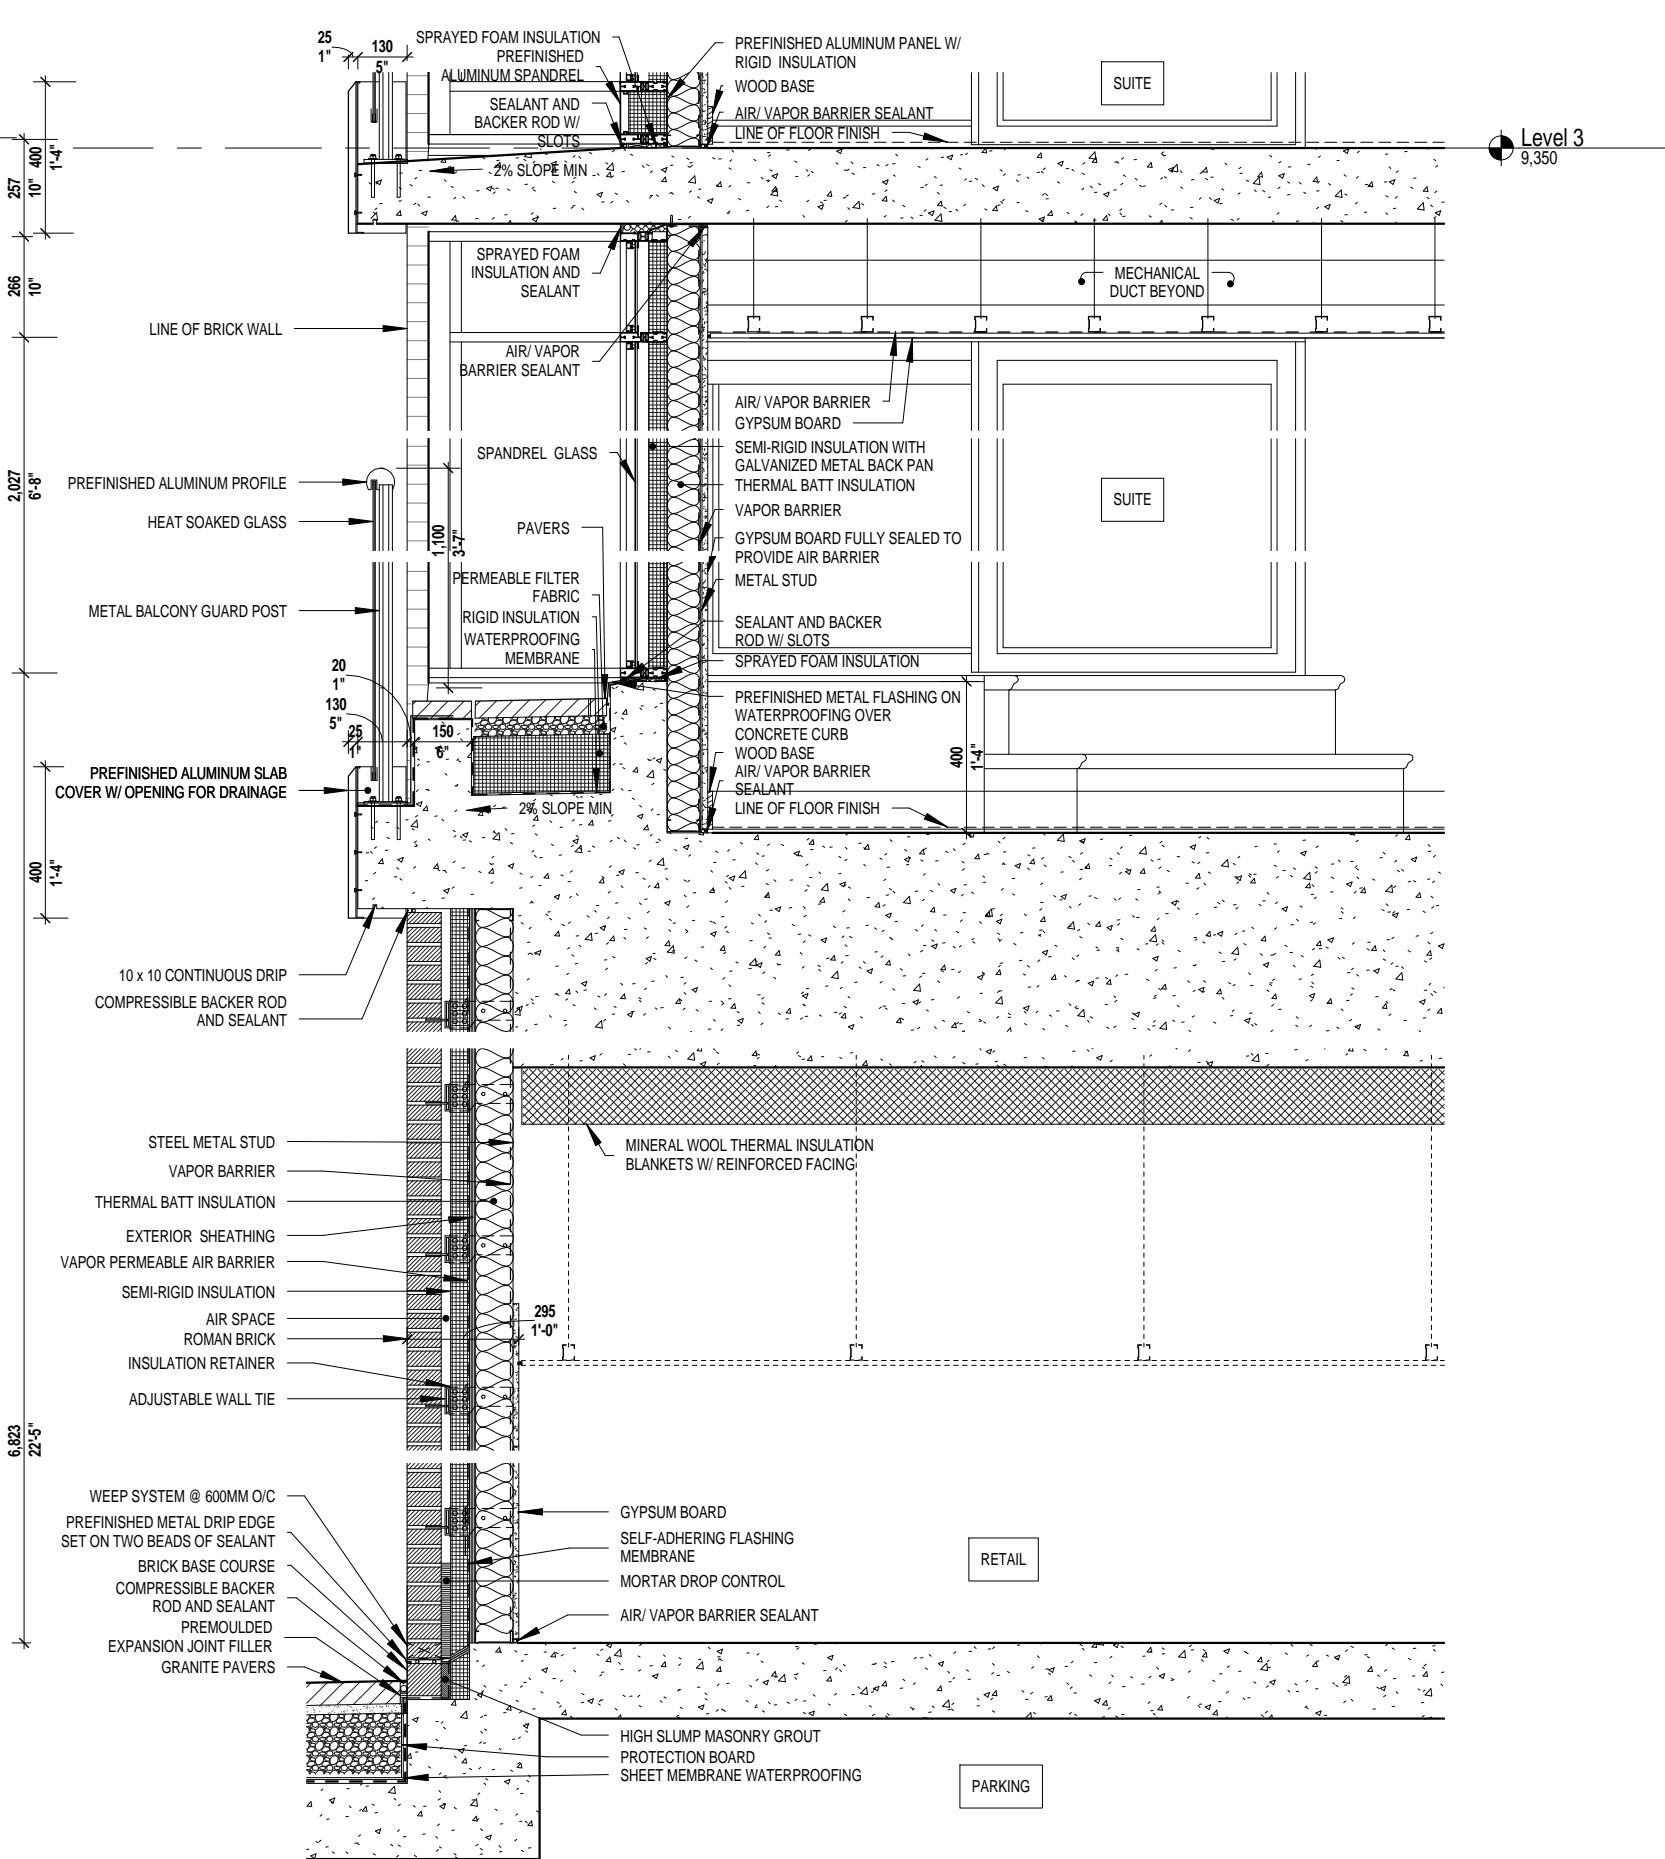 25
1"
130
5"
SPRAYED FOAM INSULATION
PREFINISHED
ALUMINUM SPANDREL
SEALANT AND
BACKER ROD W/
SLOTS
2% SLOPE MIN
PREFINISHED ALUMINUM PANEL W/
RIGID INSULATION
WOOD BASE
AIR/ VAPOR BARRIER SEALANT
LINE OF FLOOR FINISH
SUITE
Level 3
9,350
400
1'-4"
257
10"
266
10"
SPRAYED FOAM
INSULATION AND
SEALANT
MECHANICAL
DUCT BEYOND
LINE OF BRICK WALL
AIR/ VAPOR
BARRIER SEALANT
AIR/ VAPOR BARRIER
GYPSUM BOARD
SEMI-RIGID INSULATION WITH
GALVANIZED METAL BACK PAN
THERMAL BATT INSULATION
VAPOR BARRIER
GYPSUM BOARD FULLY SEALED TO
PROVIDE AIR BARRIER
METAL STUD
SEALANT AND BACKER
ROD W/ SLOTS
SPRAYED FOAM INSULATION
PREFINISHED METAL FLASHING ON
WATERPROOFING OVER
CONCRETE CURB
WOOD BASE
AIR/ VAPOR BARRIER
SEALANT
LINE OF FLOOR FINISH
SUITE
2,027
6'-8"
SPANDREL GLASS
PREFINISHED ALUMINUM PROFILE
HEAT SOAKED GLASS
1,100
3'-7"
PAVERS
PERMEABLE FILTER
FABRIC
RIGID INSULATION
WATERPROOFING
MEMBRANE
METAL BALCONY GUARD POST
20
1"
130
5"
25
1"
150
6"
400
1'-4"
PREFINISHED ALUMINUM SLAB
COVER W/ OPENING FOR DRAINAGE
2% SLOPE MIN
400
1'-4"
10 x 10 CONTINUOUS DRIP
COMPRESSIBLE BACKER ROD
AND SEALANT
MINERAL WOOL THERMAL INSULATION
BLANKETS W/ REINFORCED FACING
STEEL METAL STUD
VAPOR BARRIER
THERMAL BATT INSULATION
EXTERIOR SHEATHING
VAPOR PERMEABLE AIR BARRIER
SEMI-RIGID INSULATION
AIR SPACE
ROMAN BRICK
INSULATION RETAINER
ADJUSTABLE WALL TIE
295
1'-0"
6,823
22'-5"
WEEP SYSTEM @ 600MM O/C
PREFINISHED METAL DRIP EDGE
SET ON TWO BEADS OF SEALANT
BRICK BASE COURSE
COMPRESSIBLE BACKER
ROD AND SEALANT
PREMOULDED
EXPANSION JOINT FILLER
GRANITE PAVERS
GYPSUM BOARD
SELF-ADHERING FLASHING
MEMBRANE
MORTAR DROP CONTROL
AIR/ VAPOR BARRIER SEALANT
RETAIL
HIGH SLUMP MASONRY GROUT
PROTECTION BOARD
SHEET MEMBRANE WATERPROOFING
PARKING